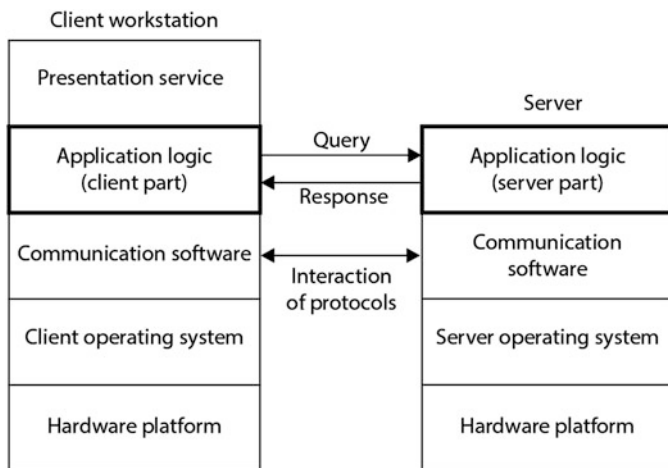 Client workstation
Presentation service
Server
Application logic
(client part)
Query
Response
Application logic
(server part)
Communication software
Interaction
of protocols
Communication
software
Client operating system
Server operating system
Hardware platform
Hardware platform